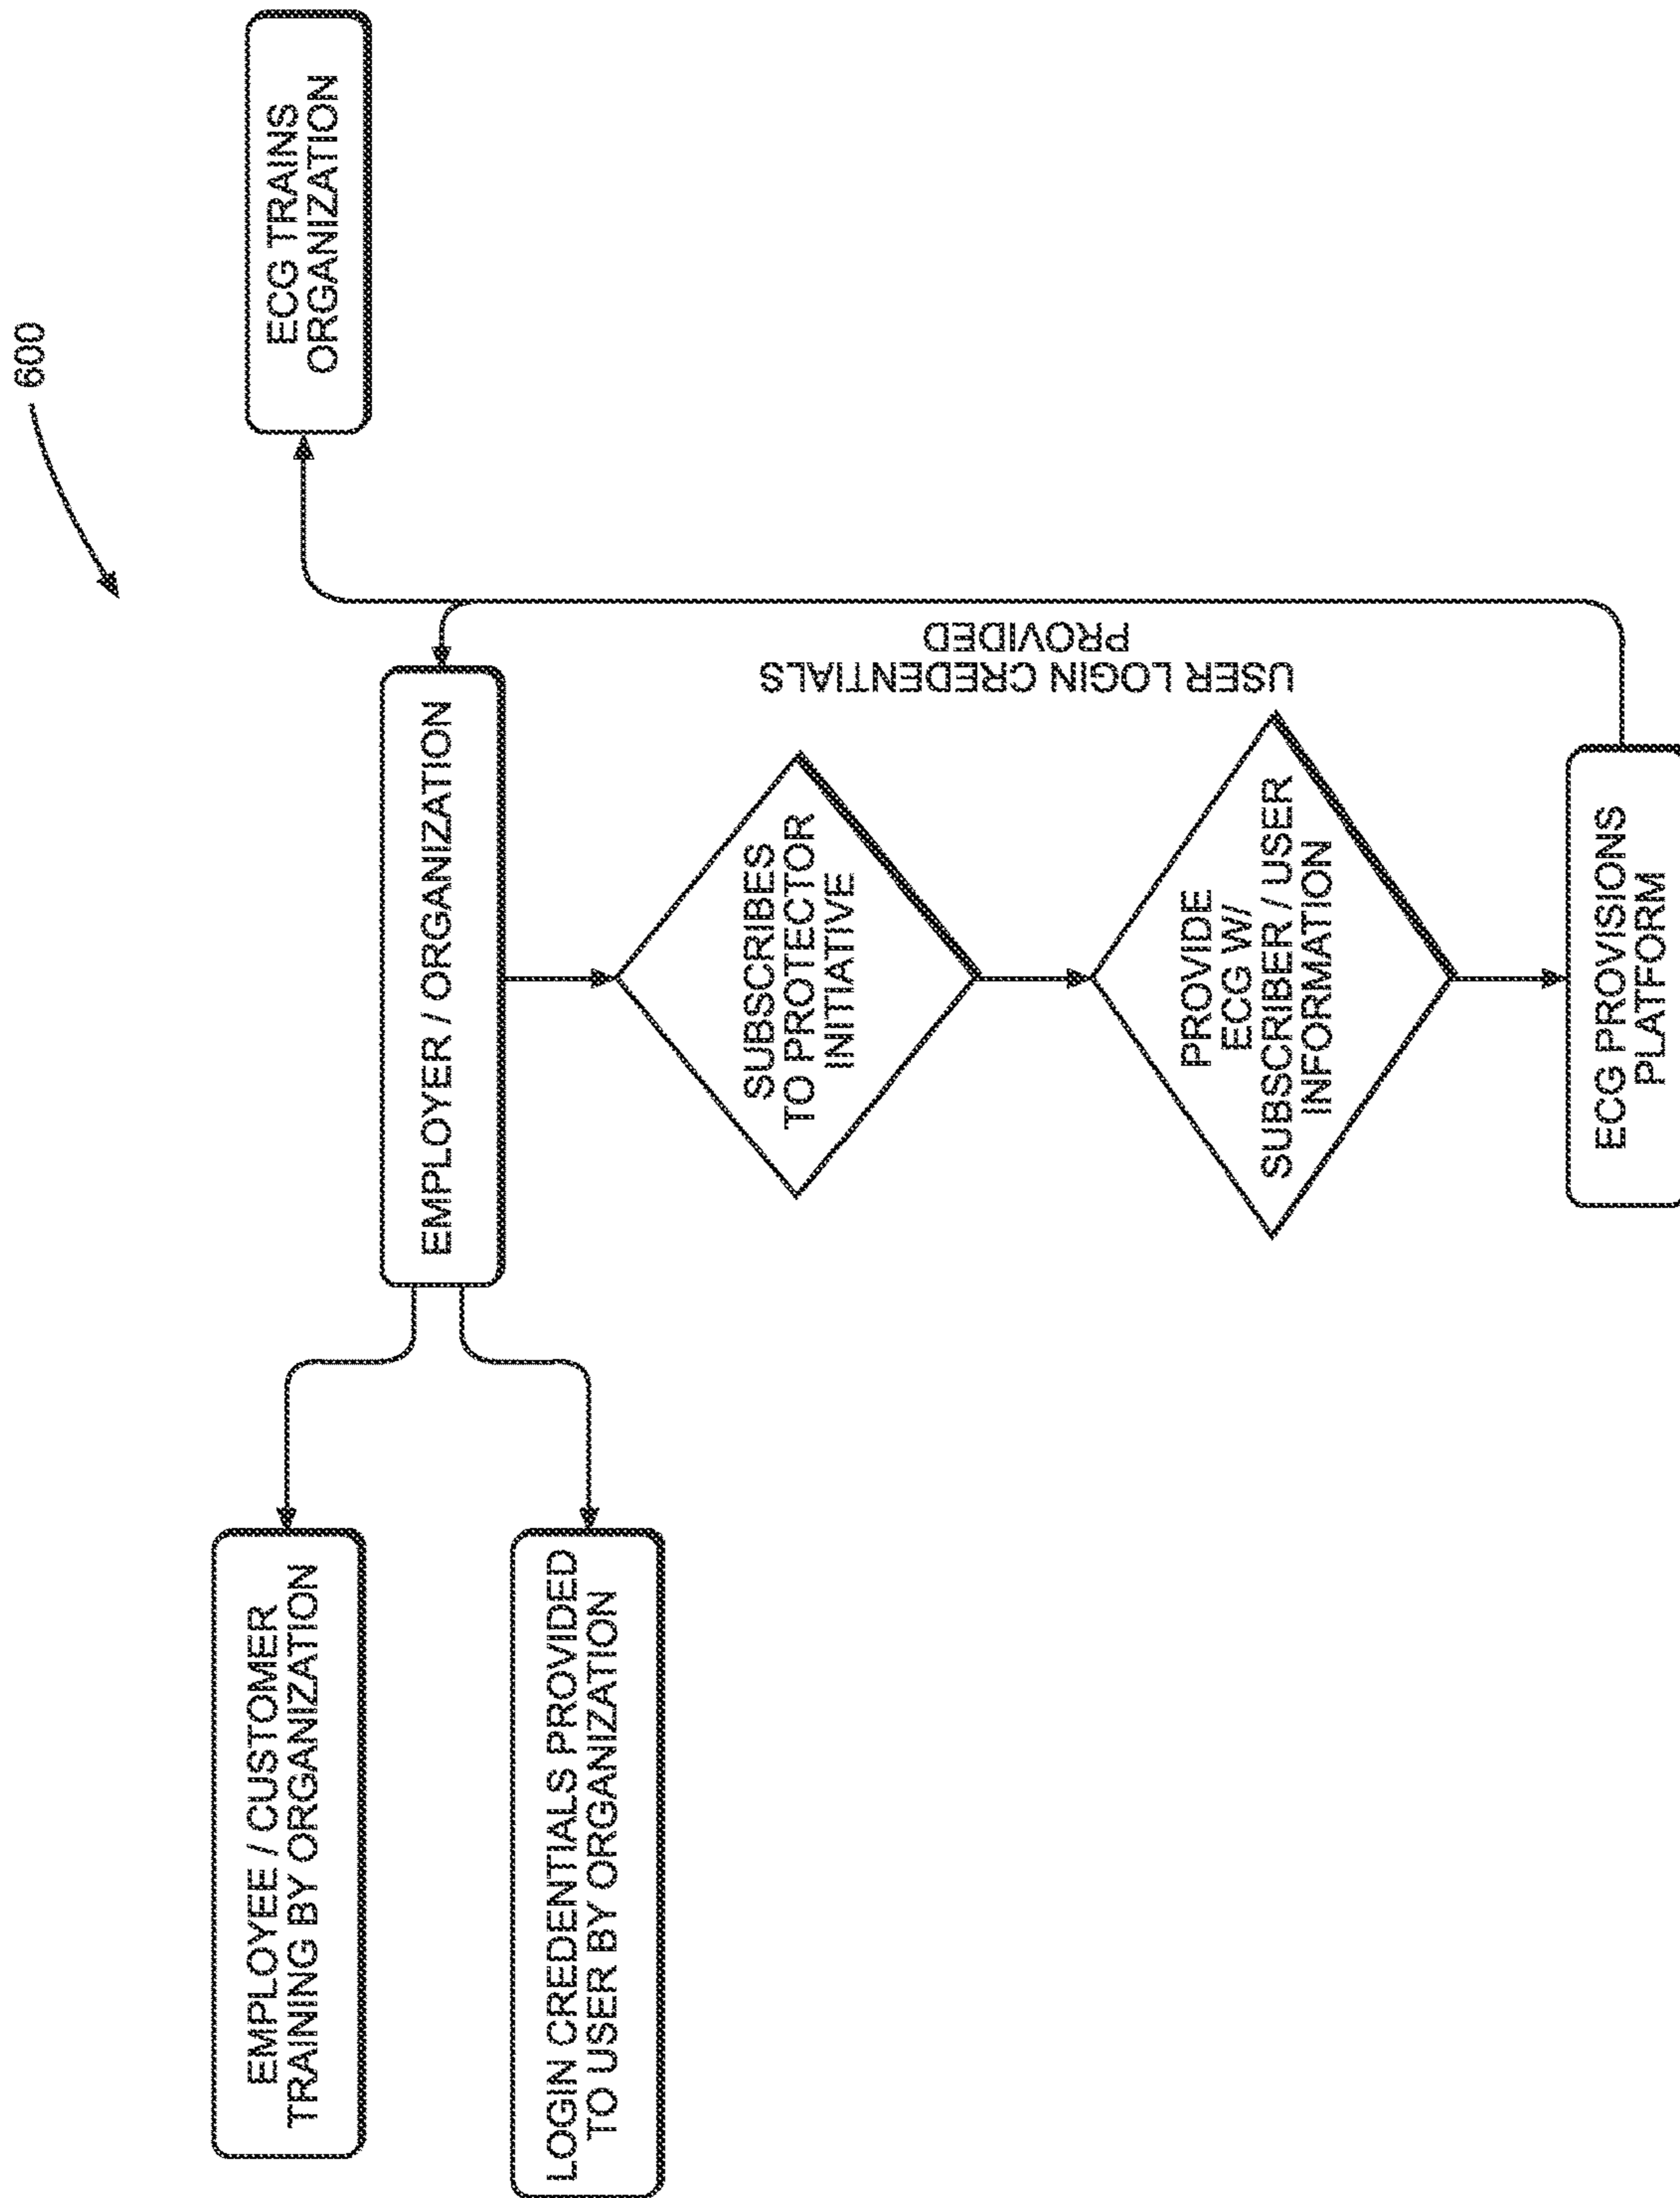 600
ECG TRAINS
ORGANIZATION
EMPLOYER / ORGANIZATION
EMPLOYEE / CUSTOMER
TRAINING BY ORGANIZATION
LOGIN CREDENTIALS PROVIDED
TO USER BY ORGANIZATION
SUBSCRIBES
TO PROTECTOR
INITIATIVE
USER LOGIN CREDENTIALS
PROVIDED
PROVIDE
ECG W/
SUBSCRIBER / USER
INFORMATION
ECG PROVISIONS
PLATFORM